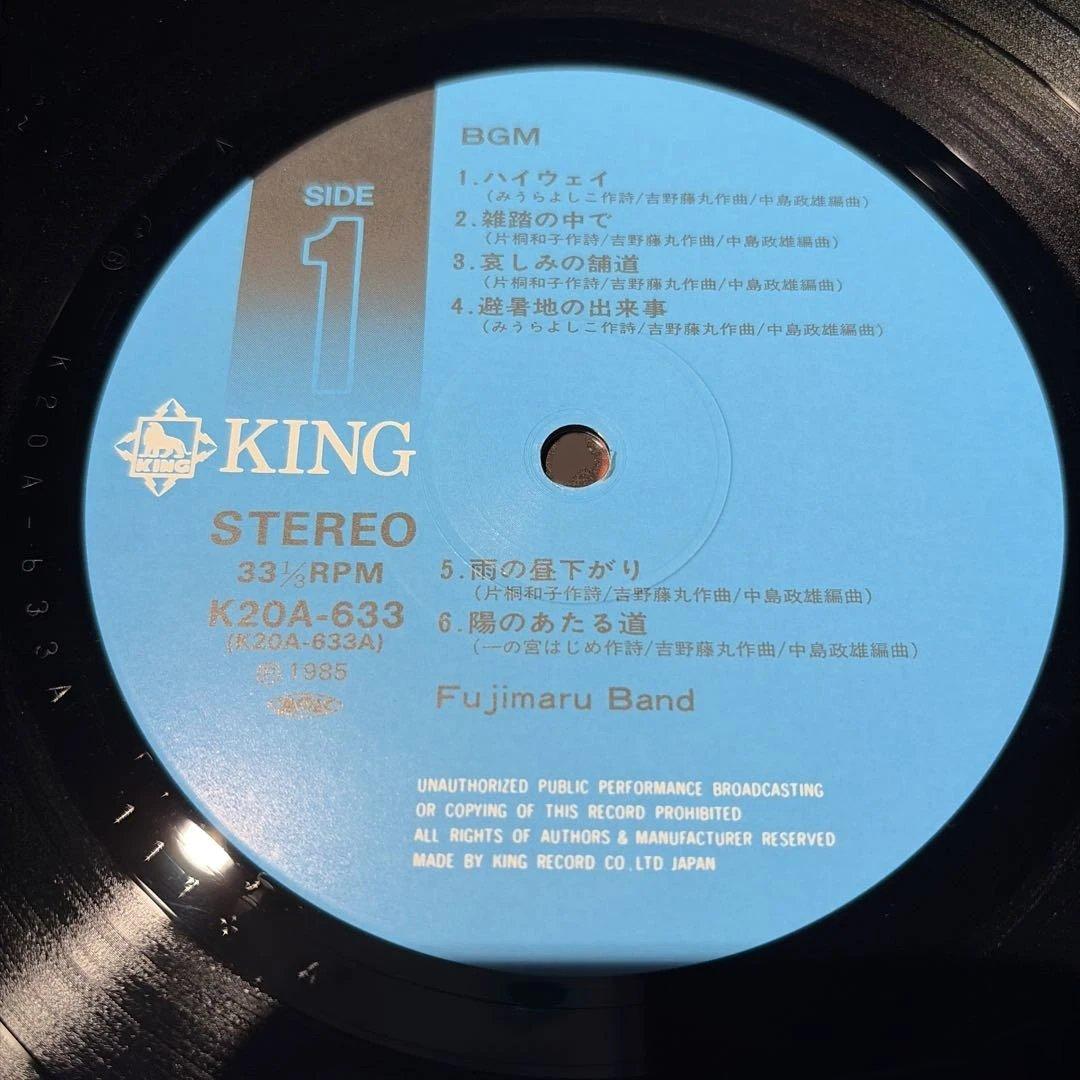 BGM
SIDE
1
1.ハイウェイ
(みうらよしこ作詩/吉野藤丸作曲/中島政雄編曲)
2.雑踏の中で
(片桐和子作詩/吉野藤丸作曲/中島政雄編曲)
3.哀しみの舗道
(片桐和子作詩/吉野藤丸作曲/中島政雄編曲)
4.避暑地の出来事
(みうらよしこ作詩/吉野藤丸作曲/中島政雄編曲)
KING
KING
STEREO
33⅓RPM
K20A-633
(K20A-633A)
Ⓟ1985
5.雨の昼下がり
(片桐和子作詩/吉野藤丸作曲/中島政雄編曲)
6.陽のあたる道
(一の宮はじめ作詩/吉野藤丸作曲/中島政雄編曲)
Fujimaru Band
UNAUTHORIZED PUBLIC PERFORMANCE BROADCASTING
OR COPYING OF THIS RECORD PROHIBITED
ALL RIGHTS OF AUTHORS & MANUFACTURER RESERVED
MADE BY KING RECORD CO.,LTD JAPAN
K20A-633A